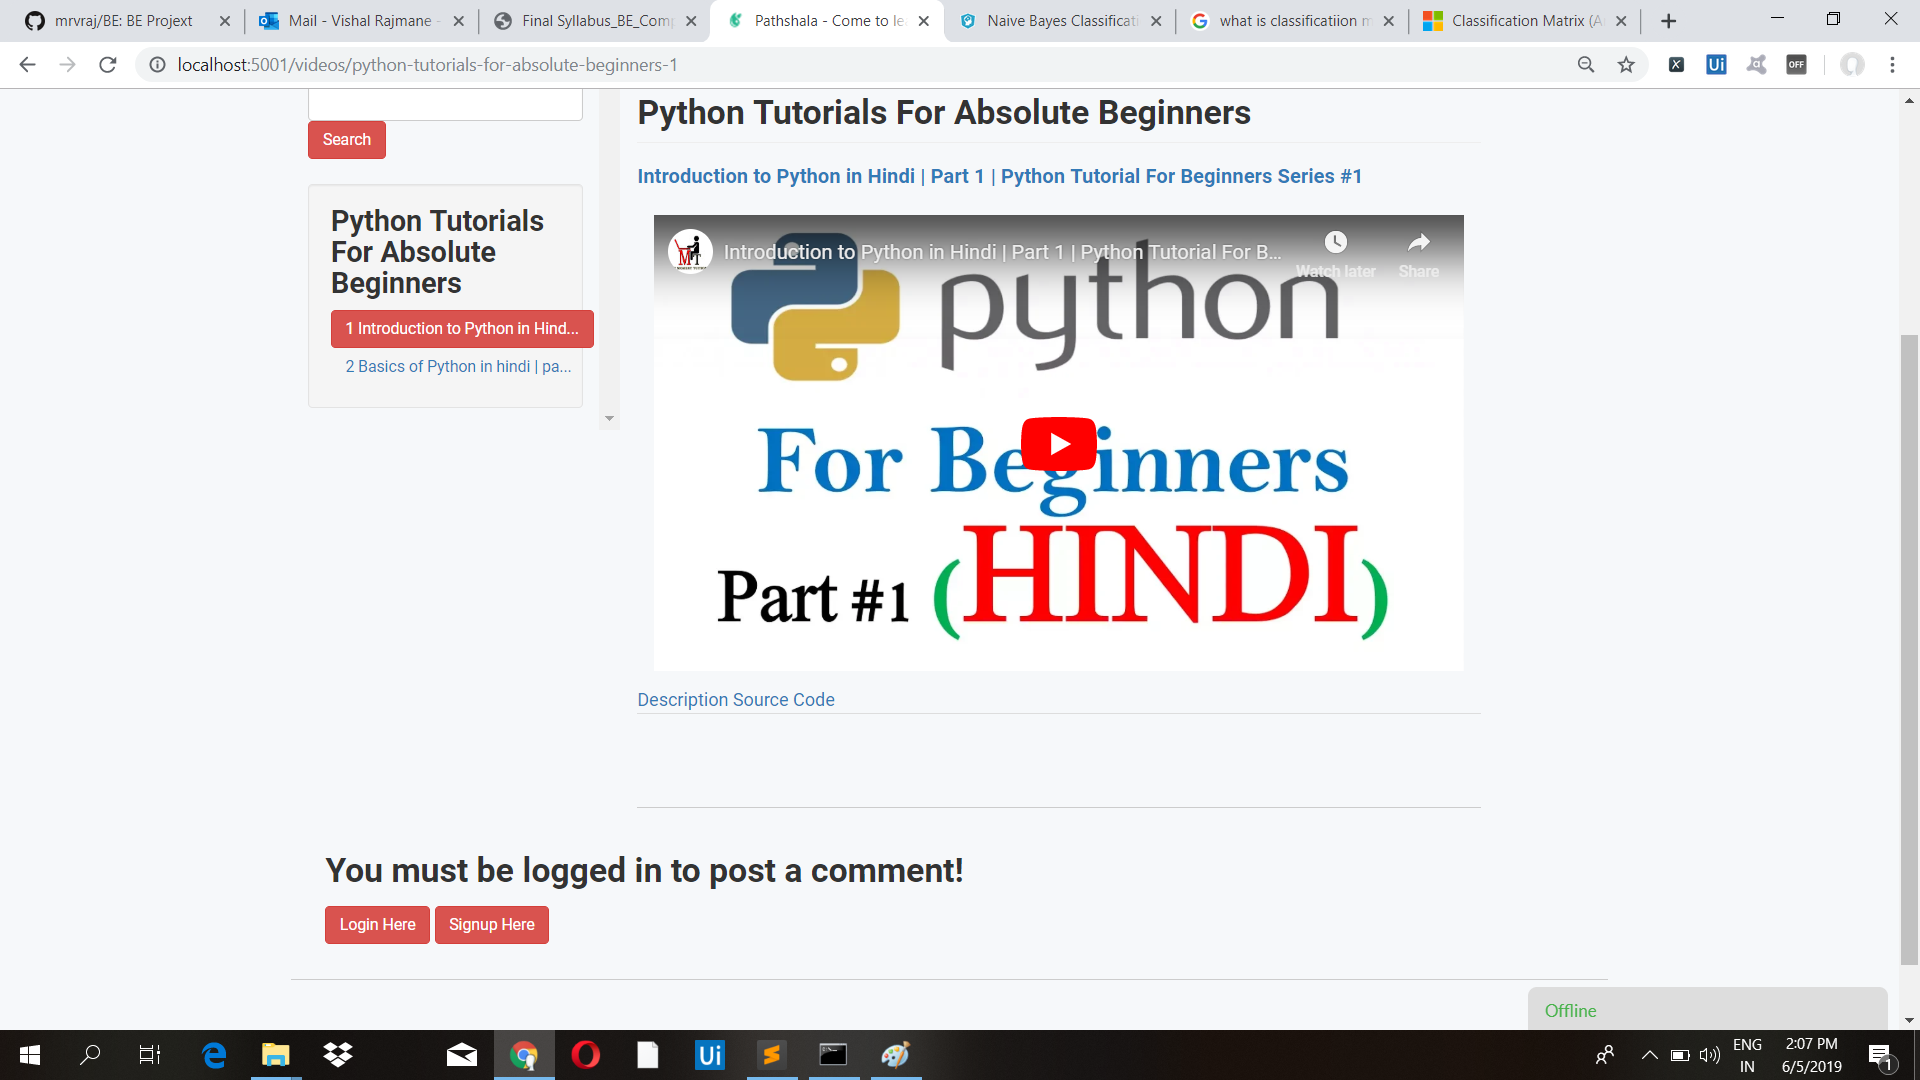 mrvraj/BE: BE Projext
Mail - Vishal Rajmane -
Final Syllabus_BE_Comp
Pathshala - Come to le
Naive Bayes Classificati
what is classificatiion m
Classification Matrix (A
localhost:5001/videos/python-tutorials-for-absolute-beginners-1
Ui
OFF
Search
Python Tutorials
For Absolute
Beginners
1 Introduction to Python in Hind...
2 Basics of Python in hindi | pa...
Python Tutorials For Absolute Beginners
Introduction to Python in Hindi | Part 1 | Python Tutorial For Beginners Series #1
Introduction to Python in Hindi | Part 1 | Python Tutorial For B...
Watch later
Share
python
For Beginners
Part #1 (HINDI)
Description Source Code
You must be logged in to post a comment!
Login Here
Signup Here
Offline
Ui
ENG
IN
2:07 PM
6/5/2019
1